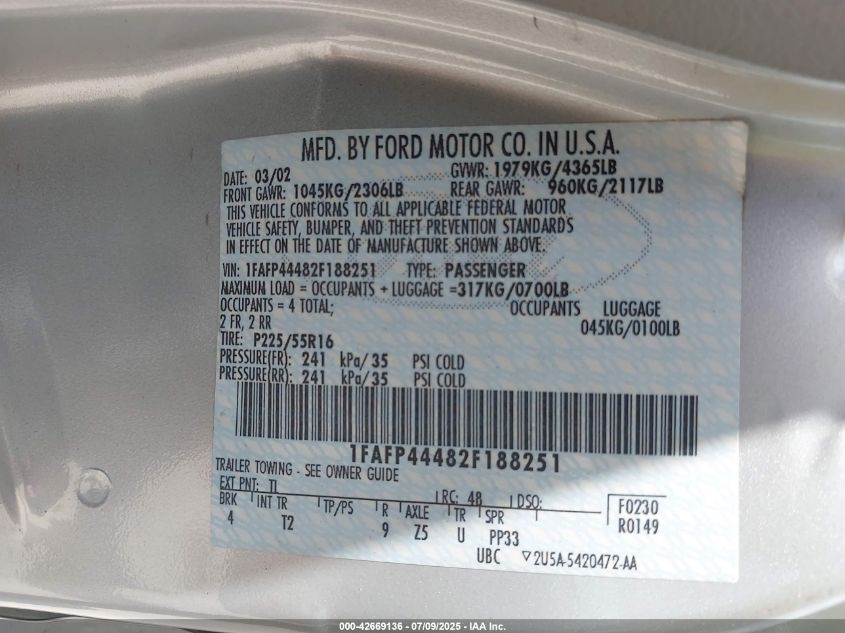 MFD. BY FORD MOTOR CO. IN U.S.A.
DATE: 03/02 GVWR: 1979KG/4365LB
FRONT GAWR: 1045KG/2306LB REAR GAWR: 960KG/2117LB
THIS VEHICLE CONFORMS TO ALL APPLICABLE FEDERAL MOTOR
VEHICLE SAFETY, BUMPER, AND THEFT PREVENTION STANDARDS
IN EFFECT ON THE DATE OF MANUFACTURE SHOWN ABOVE.
VIN: 1FAFP44482F188251 TYPE: PASSENGER
MAXIMUM LOAD = OCCUPANTS + LUGGAGE =317KG/0700LB
OCCUPANTS = 4 TOTAL; OCCUPANTS LUGGAGE
2 FR, 2 RR 045KG/0100LB
TIRE: P225/55R16
PRESSURE(FR): 241 kPa/35 PSI COLD
PRESSURE(RR): 241 kPa/35 PSI COLD
1FAFP44482F188251
TRAILER TOWING - SEE OWNER GUIDE
EXT PNT: TL RC: 48 DSO: F0230
BRK INT TR TP/PS R AXLE TR SPR R0149
4 T2 9 Z5 U PP33
UBC ▽2U5A-5420472-AA
000-42669136 - 07/09/2025 - IAA Inc.